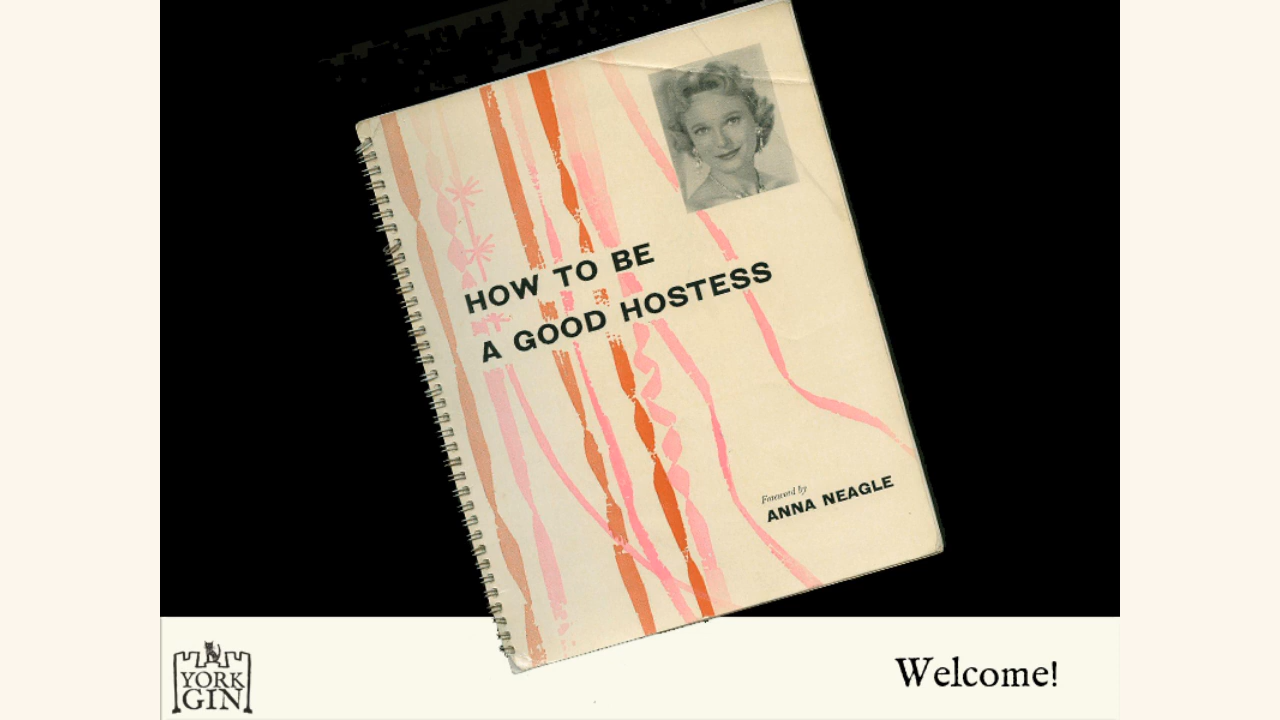 HOW TO BE
A GOOD HOSTESS
Foreword by
ANNA NEAGLE
YORK
GIN
Welcome!